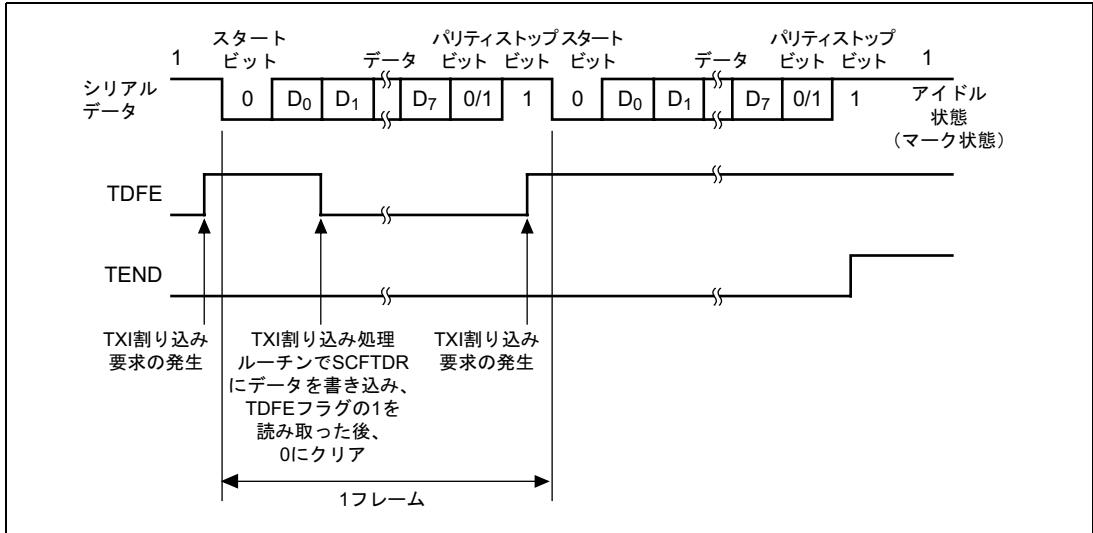 スタート
ビット
データ
パリティ
ビット
ストップ
ビット
スタート
ビット
データ
パリティ
ビット
ストップ
ビット
1
1
シリアル
データ
0 D0 D1 D7 0/1 1 0 D0 D1 D7 0/1 1
アイドル
状態
（マーク状態）
TDFE
TEND
TXI割り込み
要求の発生
TXI割り込み処理
ルーチンでSCFTDR
にデータを書き込み、
TDFEフラグの1を
読み取った後、
0にクリア
TXI割り込み
要求の発生
1フレーム